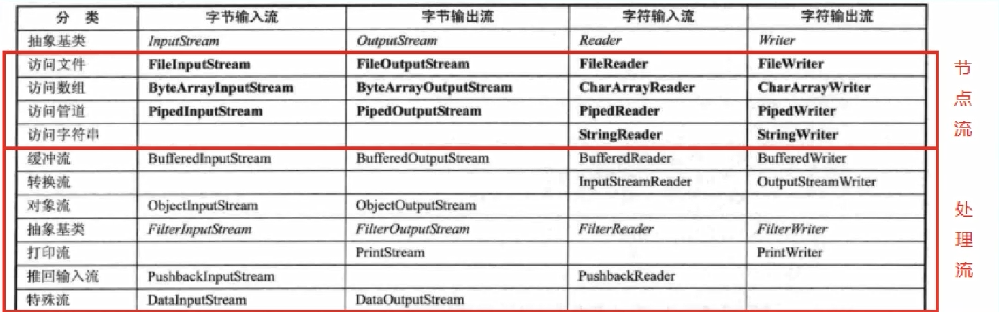 分 类 字节输入流 字节输出流 字符输入流 字符输出流
抽象基类 InputStream OutputStream Reader Writer
访问文件 FileInputStream FileOutputStream FileReader FileWriter
访问数组 ByteArrayInputStream ByteArrayOutputStream CharArrayReader CharArrayWriter
访问管道 PipedInputStream PipedOutputStream PipedReader PipedWriter
访问字符串 StringReader StringWriter
缓冲流 BufferedInputStream BufferedOutputStream BufferedReader BufferedWriter
转换流 InputStreamReader OutputStreamWriter
对象流 ObjectInputStream ObjectOutputStream
抽象基类 FilterInputStream FilterOutputStream FilterReader FilterWriter
打印流 PrintStream PrintWriter
推回输入流 PushbackInputStream PushbackReader
特殊流 DataInputStream DataOutputStream
节点流
处理流